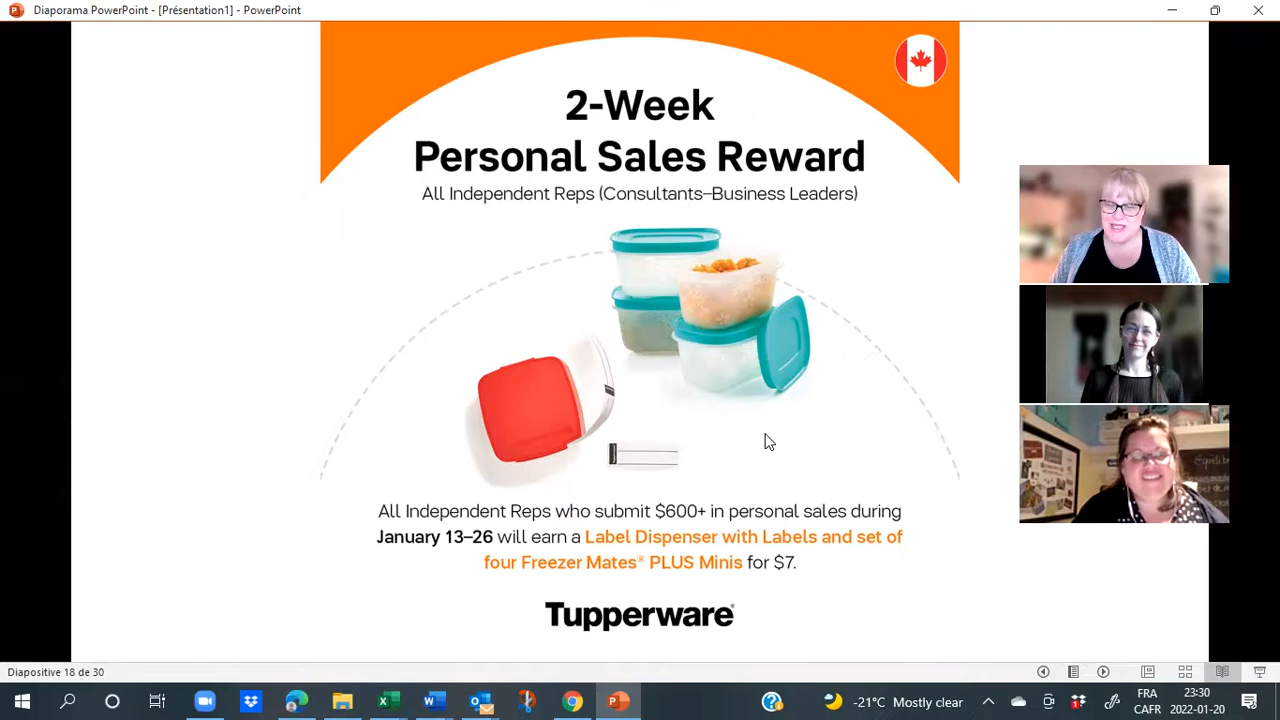 Diaporama PowerPoint - [Présentation1] - PowerPoint
2-Week
Personal Sales Reward
All Independent Reps (Consultants–Business Leaders)
All Independent Reps who submit $600+ in personal sales during
January 13–26 will earn a Label Dispenser with Labels and set of
four Freezer Mates® PLUS Minis for $7.
Tupperware®
Diapositive 18 de 30
-21°C Mostly clear
FRA
CAFR
23:30
2022-01-20